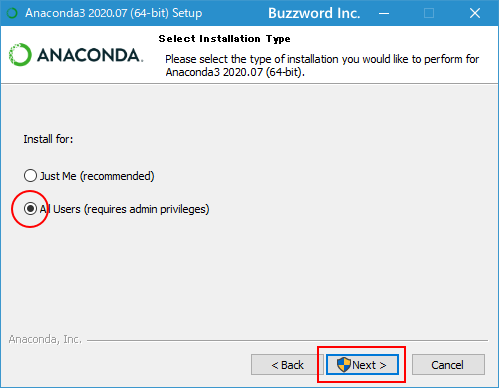 Anaconda3 2020.07 (64-bit) Setup Buzzword Inc.
ANACONDA.
Select Installation Type
Please select the type of installation you would like to perform for
Anaconda3 2020.07 (64-bit).
Install for:
Just Me (recommended)
All Users (requires admin privileges)
Anaconda, Inc.
< Back Next > Cancel